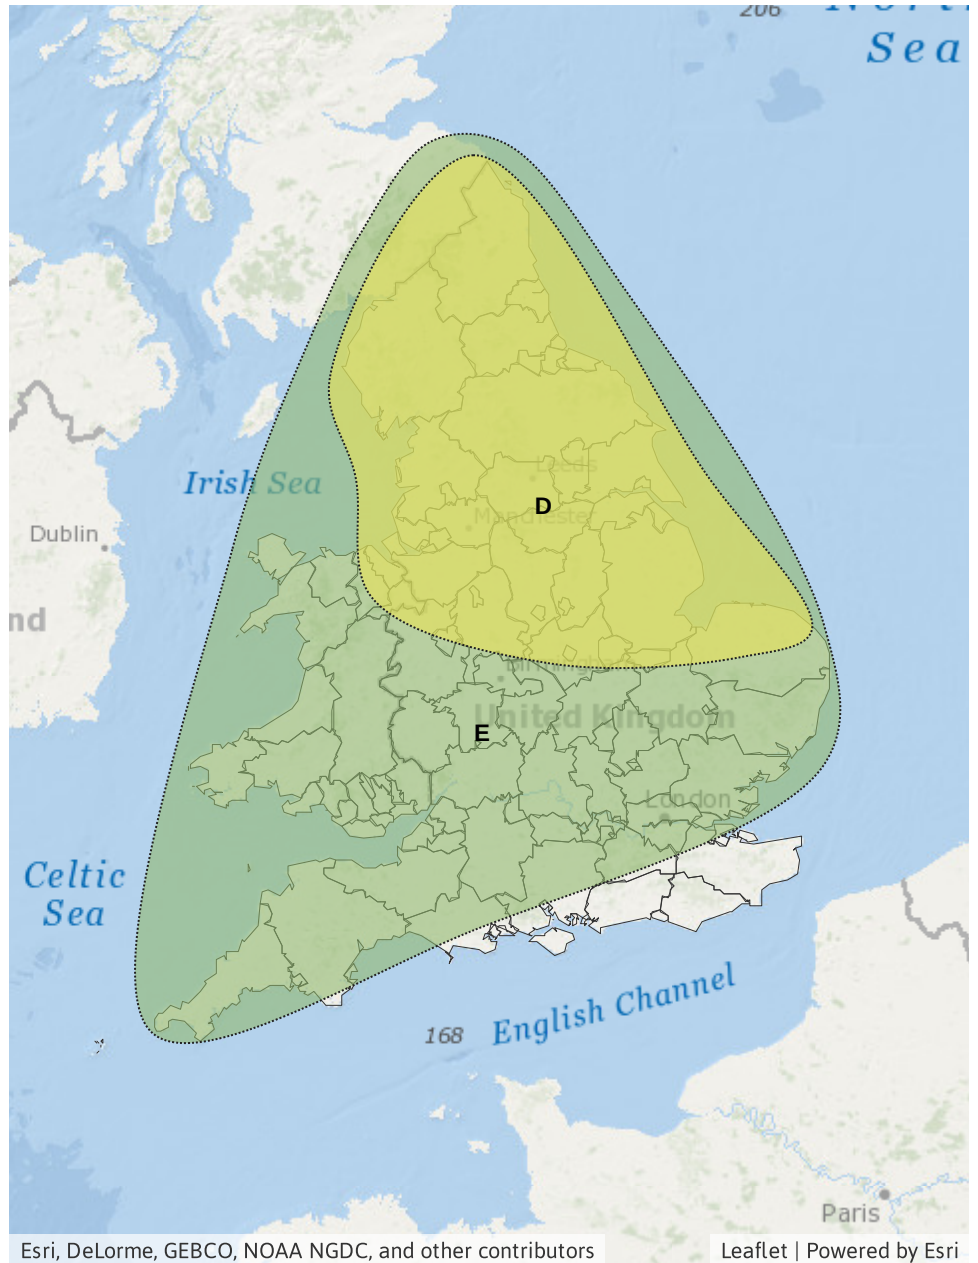 206
Sea
Leeds
Irish Sea
D
Manchester
Dublin
nd
Birmingham
United Kingdom
E
London
Celtic
Sea
English Channel
168
Paris
Esri, DeLorme, GEBCO, NOAA NGDC, and other contributors
Leaflet | Powered by Esri